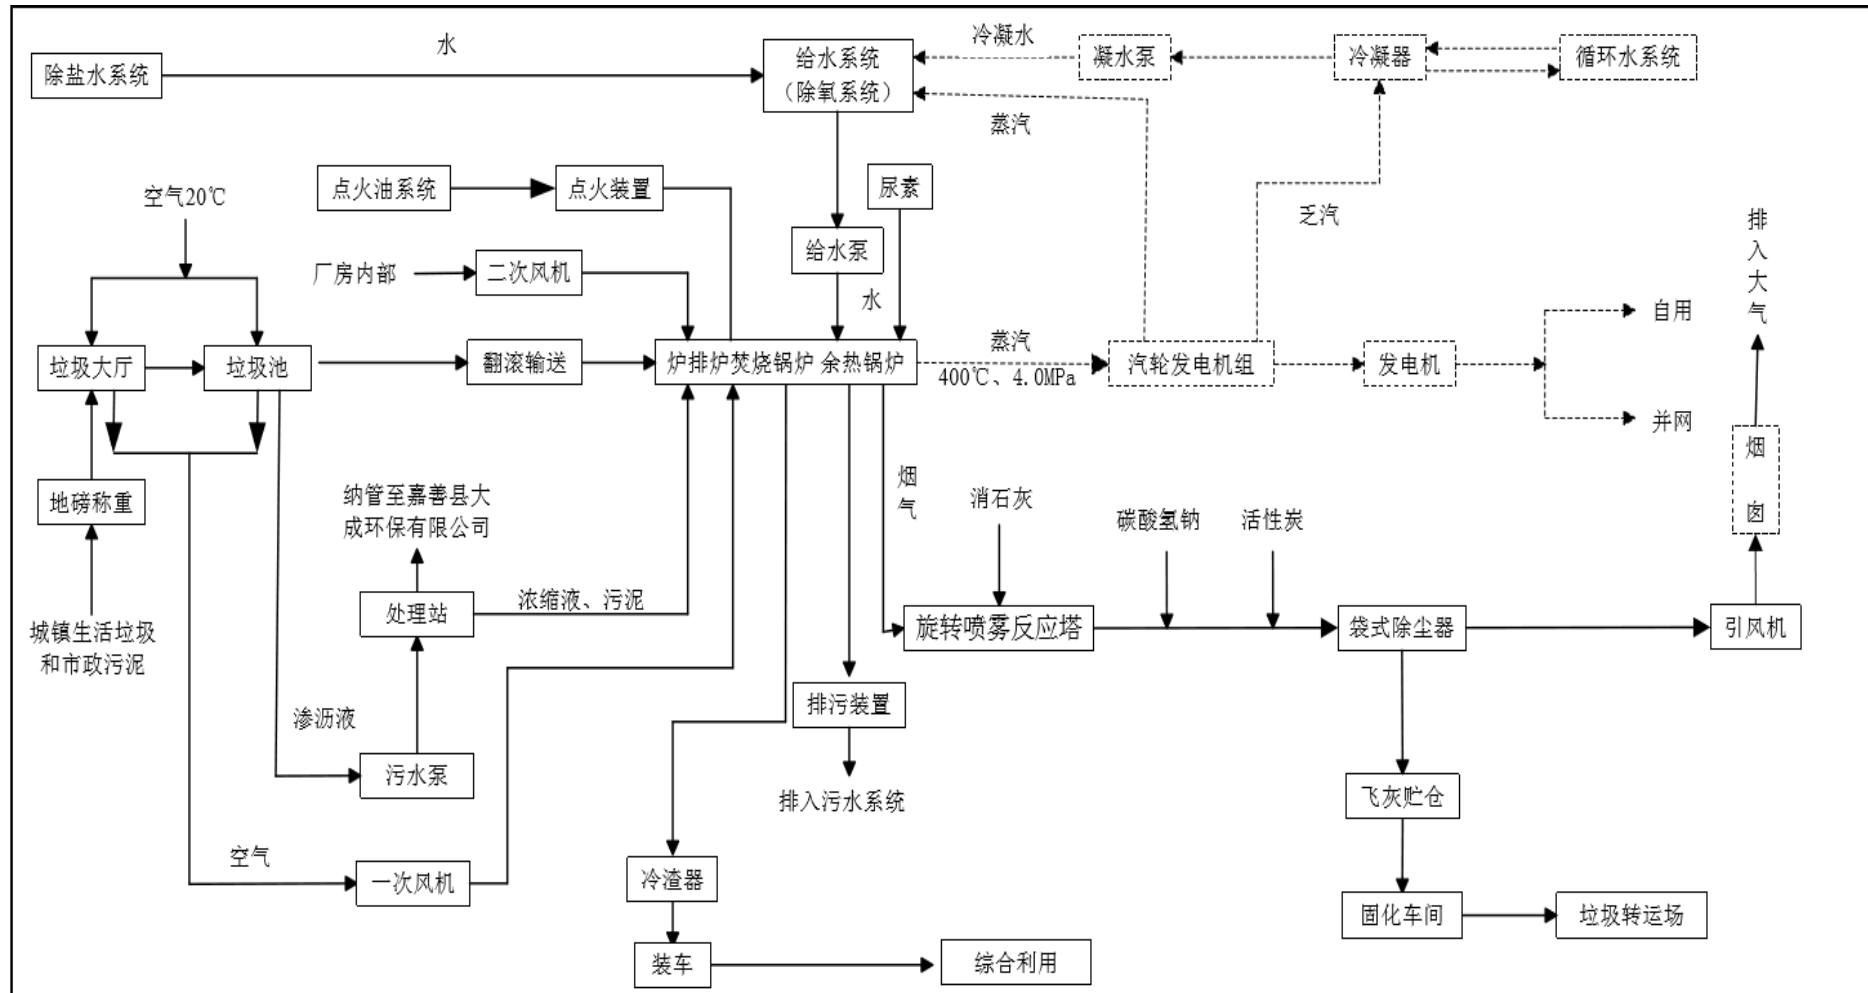 水
冷凝水
除盐水系统
给水系统
（除氧系统）
凝水泵
冷凝器
循环水系统
蒸汽
点火油系统
点火装置
尿素
空气20℃
乏汽
排
入
大
气
给水泵
厂房内部
二次风机
水
自用
垃圾大厅
垃圾池
翻滚输送
炉排炉焚烧锅炉 余热锅炉
蒸汽
400℃、4.0MPa
汽轮发电机组
发电机
并网
烟
囱
地磅称重
纳管至嘉善县大
成环保有限公司
烟
气
消石灰
碳酸氢钠
活性炭
处理站
浓缩液、污泥
旋转喷雾反应塔
袋式除尘器
引风机
城镇生活垃圾
和市政污泥
渗沥液
排污装置
污水泵
排入污水系统
飞灰贮仓
空气
一次风机
冷渣器
固化车间
垃圾转运场
装车
综合利用